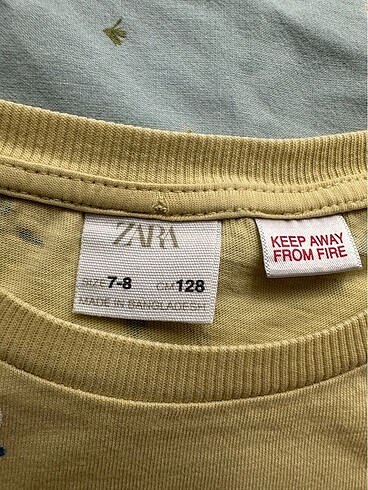 ZARA
SIZE 7-8 CM 128
MADE IN BANGLADESH
KEEP AWAY
FROM FIRE